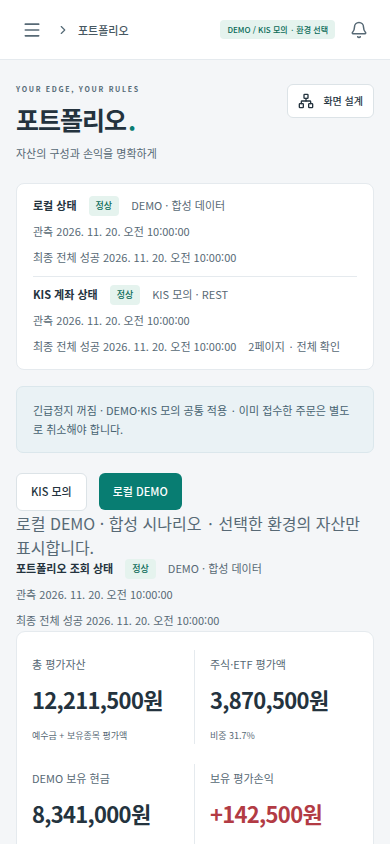 포트폴리오
DEMO / KIS 모의 · 환경 선택
YOUR EDGE, YOUR RULES
포트폴리오.
화면 설계
자산의 구성과 손익을 명확하게
로컬 상태 정상 DEMO · 합성 데이터
관측 2026. 11. 20. 오전 10:00:00
최종 전체 성공 2026. 11. 20. 오전 10:00:00
KIS 계좌 상태 정상 KIS 모의 · REST
관측 2026. 11. 20. 오전 10:00:00
최종 전체 성공 2026. 11. 20. 오전 10:00:00 2페이지 · 전체 확인
긴급정지 꺼짐 · DEMO·KIS 모의 공통 적용 · 이미 접수한 주문은 별도
로 취소해야 합니다.
KIS 모의 로컬 DEMO
로컬 DEMO · 합성 시나리오 · 선택한 환경의 자산만
표시합니다.
포트폴리오 조회 상태 정상 DEMO · 합성 데이터
관측 2026. 11. 20. 오전 10:00:00
최종 전체 성공 2026. 11. 20. 오전 10:00:00
총 평가자산 주식·ETF 평가액
12,211,500원 3,870,500원
예수금 + 보유종목 평가액 비중 31.7%
DEMO 보유 현금 보유 평가손익
8,341,000원 +142,500원